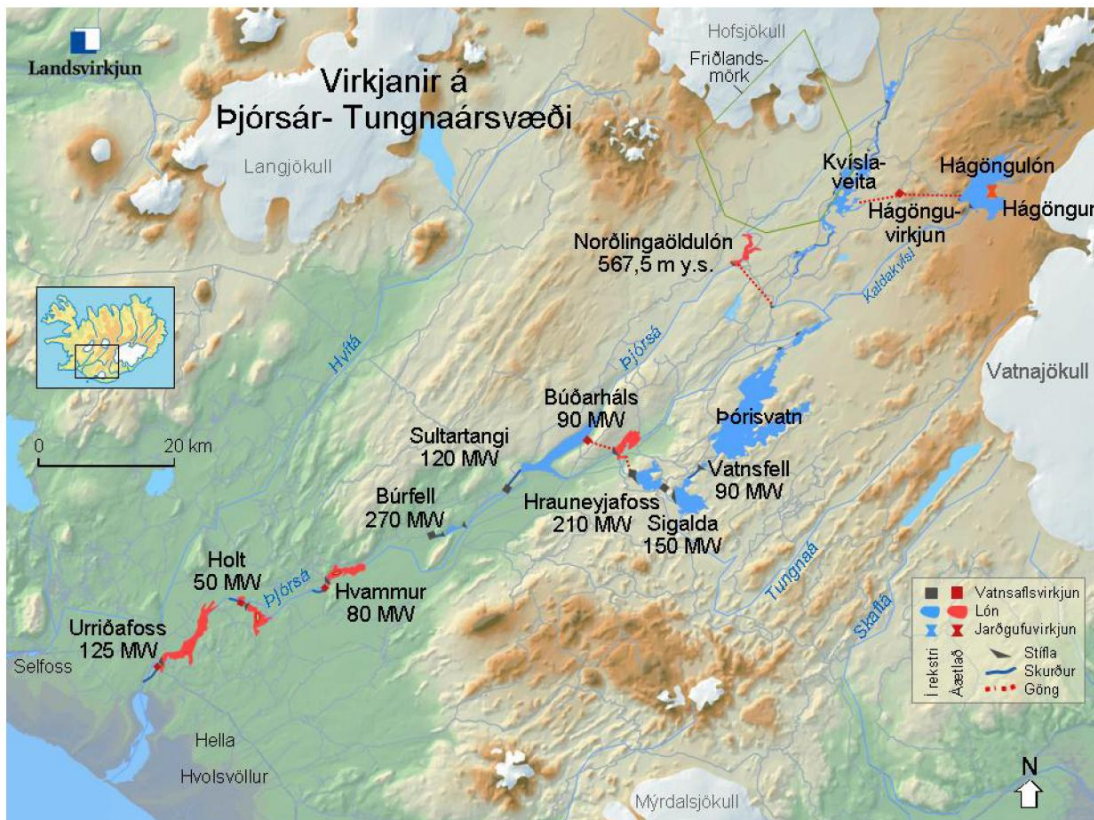 Landsvirkjun
Virkjanir á
Þjórsár- Tungnaársvæði
Hofsjökull
Friðlands-
mörk
Langjökull
Kvísla-
veita
Hágöngulón
Hágöngur
Hágöngu-
virkjun
Norðlingaöldulón
567,5 m y.s.
Kaldakvísl
Hvítá
Þjórsá
Vatnajökull
0 20 km
Búðarháls
90 MW
Þórisvatn
Sultartangi
120 MW
Vatnsfell
90 MW
Búrfell
270 MW
Hrauneyjafoss
210 MW
Sigalda
150 MW
Holt
50 MW
Þjórsá
Hvammur
80 MW
Tungnaá
Skaftá
Urriðafoss
125 MW
Selfoss
Hella
Hvolsvöllur
Mýrdalsjökull
Vatnsaflsvirkjun
Lón
Jarðgufuvirkjun
Í rekstri
Áætlað
Stífla
Skurður
Göng
N